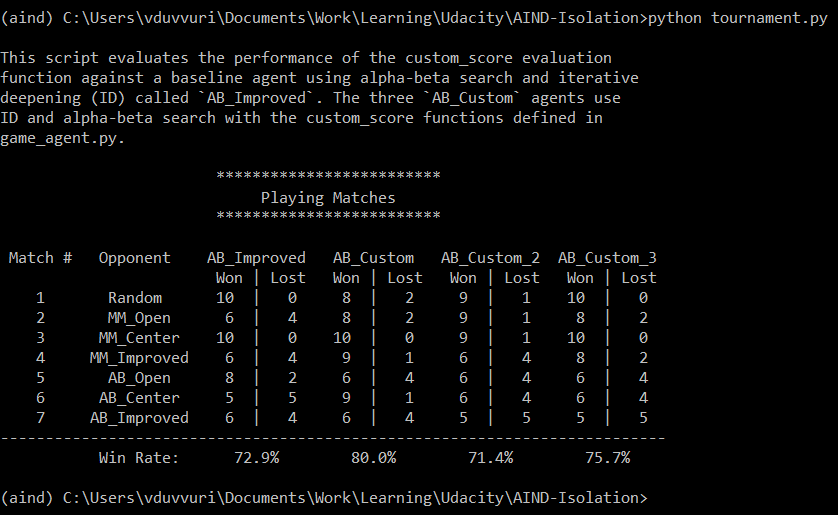 (aind) C:\Users\vduvvuri\Documents\Work\Learning\Udacity\AIND-Isolation>python tournament.py
This script evaluates the performance of the custom_score evaluation
function against a baseline agent using alpha-beta search and iterative
deepening (ID) called `AB_Improved`. The three `AB_Custom` agents use
ID and alpha-beta search with the custom_score functions defined in
game_agent.py.
*************************
Playing Matches
*************************
Match #   Opponent    AB_Improved   AB_Custom   AB_Custom_2  AB_Custom_3
Won | Lost   Won | Lost   Won | Lost   Won | Lost
1       Random      10  |   0     8  |   2     9  |   1    10  |   0
2       MM_Open      6  |   4     8  |   2     9  |   1     8  |   2
3      MM_Center    10  |   0    10  |   0     9  |   1    10  |   0
4     MM_Improved    6  |   4     9  |   1     6  |   4     8  |   2
5       AB_Open      8  |   2     6  |   4     6  |   4     6  |   4
6      AB_Center     5  |   5     9  |   1     6  |   4     6  |   4
7     AB_Improved    6  |   4     6  |   4     5  |   5     5  |   5
--------------------------------------------------------------------------
Win Rate:      72.9%        80.0%        71.4%        75.7%
(aind) C:\Users\vduvvuri\Documents\Work\Learning\Udacity\AIND-Isolation>